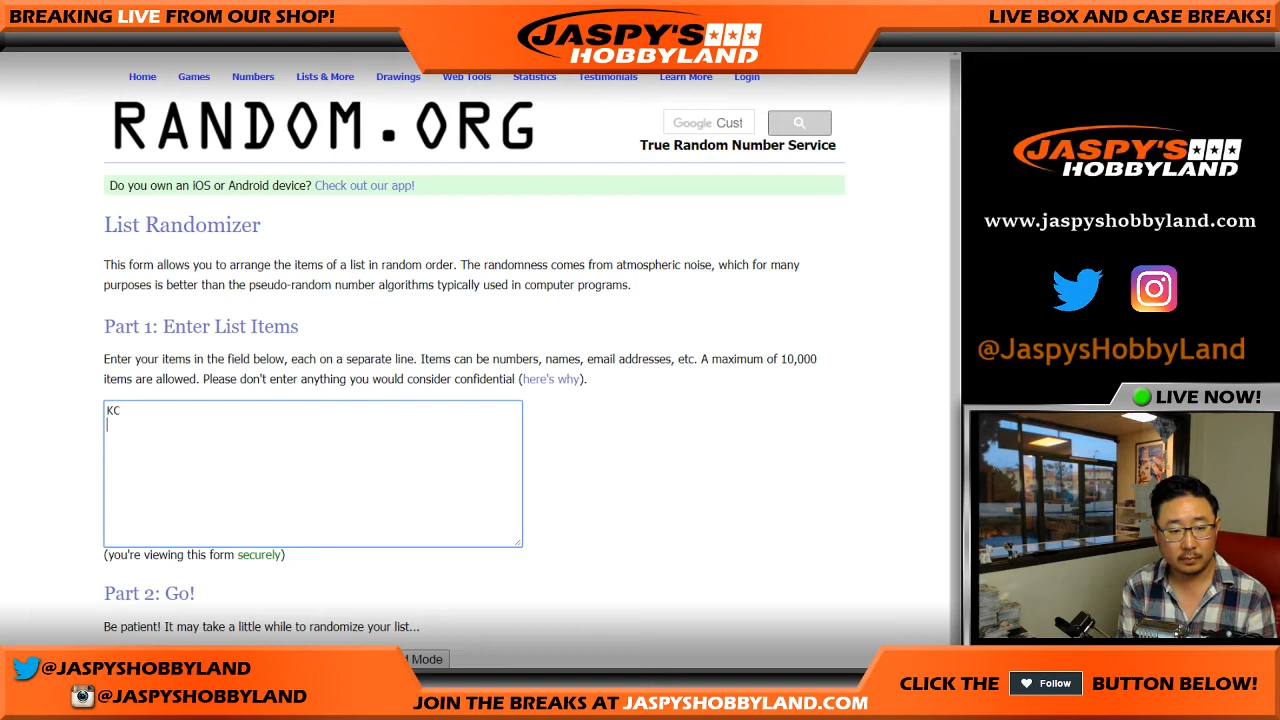 BREAKING LIVE FROM OUR SHOP!
JASPY'S
HOBBYLAND
LIVE BOX AND CASE BREAKS!
Home Games Numbers Lists & More Drawings Web Tools Statistics Testimonials Learn More Login
RANDOM.ORG
Google Cust
True Random Number Service
Do you own an iOS or Android device? Check out our app!
List Randomizer
This form allows you to arrange the items of a list in random order. The randomness comes from atmospheric noise, which for many
purposes is better than the pseudo-random number algorithms typically used in computer programs.
Part 1: Enter List Items
Enter your items in the field below, each on a separate line. Items can be numbers, names, email addresses, etc. A maximum of 10,000
items are allowed. Please don't enter anything you would consider confidential (here's why).
KC
(you're viewing this form securely)
Part 2: Go!
Be patient! It may take a little while to randomize your list...
Mode
JASPY'S
HOBBYLAND
www.jaspyshobbyland.com
@JaspysHobbyLand
LIVE NOW!
@JASPYSHOBBYLAND
@JASPYSHOBBYLAND
JOIN THE BREAKS AT JASPYSHOBBYLAND.COM
CLICK THE Follow BUTTON BELOW!